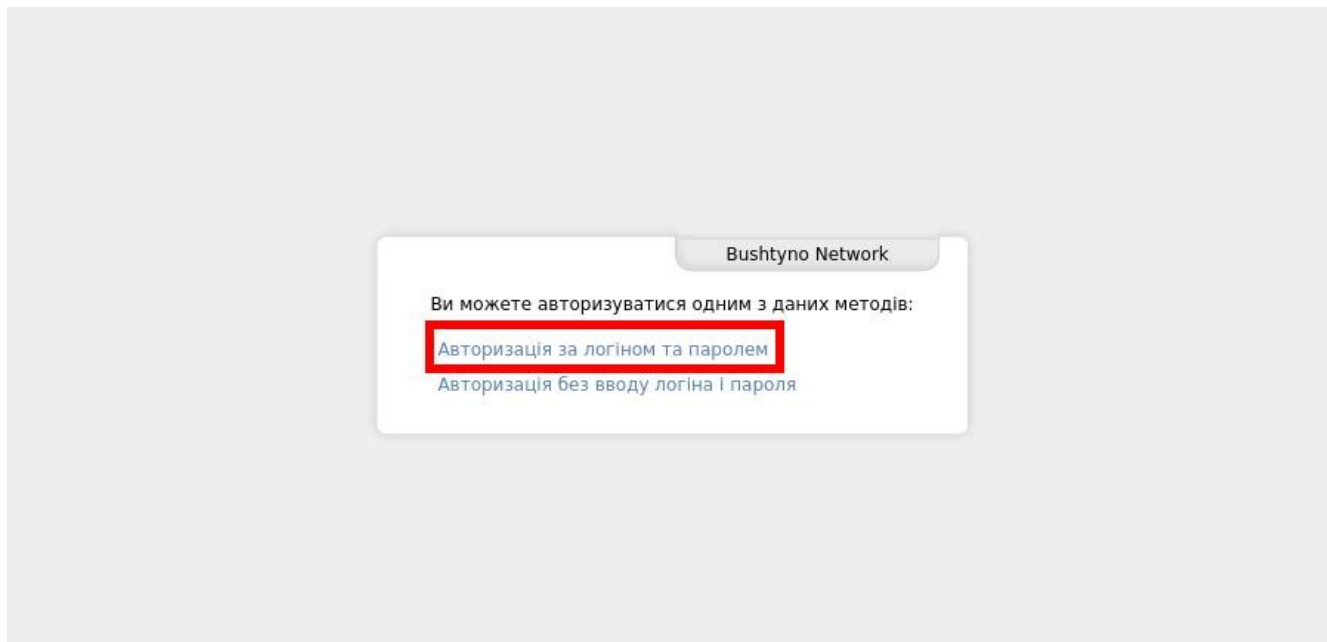 Bushtyno Network
Ви можете авторизуватися одним з даних методів:
Авторизація за логіном та паролем
Авторизація без вводу логіна і пароля